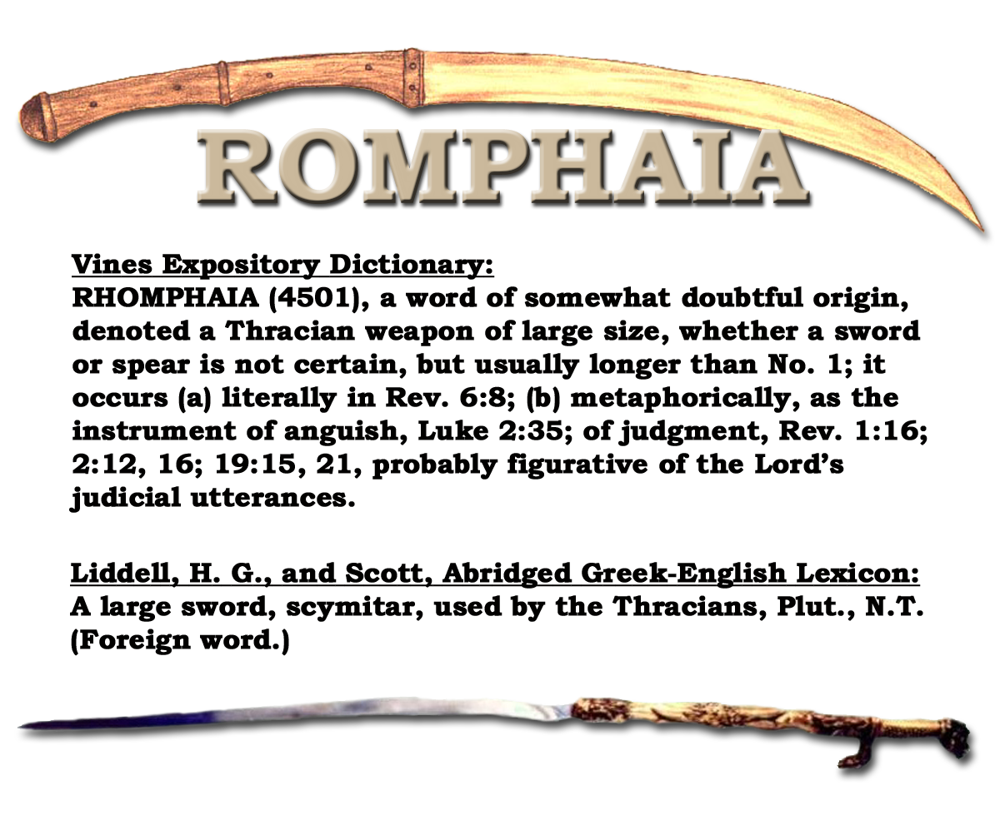 ROMPHAIA
Vines Expository Dictionary:
RHOMPHAIA (4501), a word of somewhat doubtful origin,
denoted a Thracian weapon of large size, whether a sword
or spear is not certain, but usually longer than No. 1; it
occurs (a) literally in Rev. 6:8; (b) metaphorically, as the
instrument of anguish, Luke 2:35; of judgment, Rev. 1:16;
2:12, 16; 19:15, 21, probably figurative of the Lord’s
judicial utterances.
Liddell, H. G., and Scott, Abridged Greek-English Lexicon:
A large sword, scymitar, used by the Thracians, Plut., N.T.
(Foreign word.)